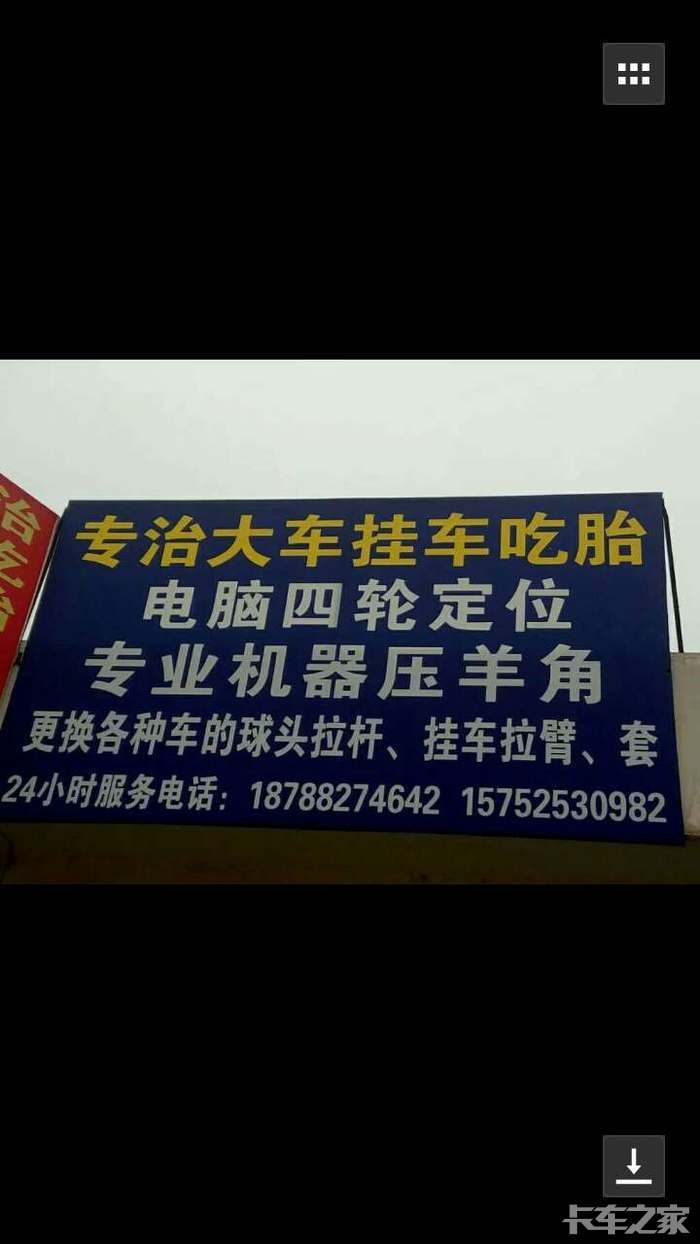 专治大车挂车吃胎
电脑四轮定位
专业机器压羊角
更换各种车的球头拉杆、挂车拉臂、套
24小时服务电话：18788274642 15752530982
卡车之家